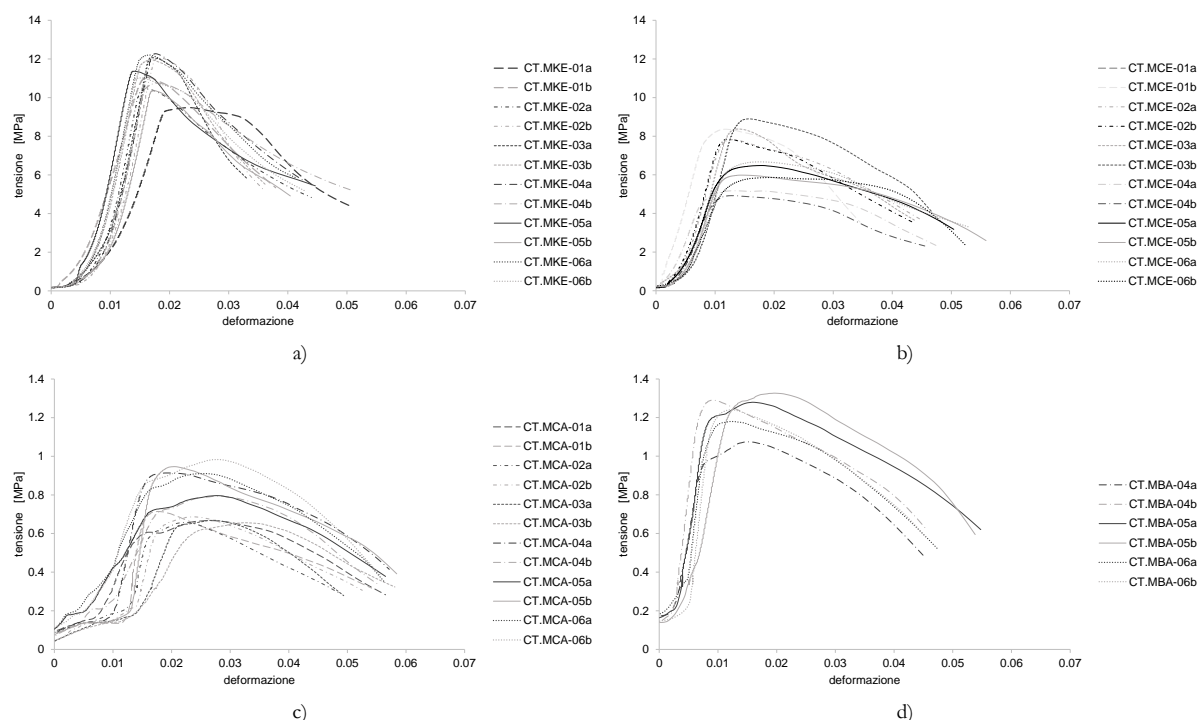 14
12
10
8
6
4
2
0
tensione [MPa]
0 0.01 0.02 0.03 0.04 0.05 0.06 0.07
deformazione
CT.MKE-01a
CT.MKE-01b
CT.MKE-02a
CT.MKE-02b
CT.MKE-03a
CT.MKE-03b
CT.MKE-04a
CT.MKE-04b
CT.MKE-05a
CT.MKE-05b
CT.MKE-06a
CT.MKE-06b
a)
14
12
10
8
6
4
2
0
tensione [MPa]
0 0.01 0.02 0.03 0.04 0.05 0.06 0.07
deformazione
CT.MCE-01a
CT.MCE-01b
CT.MCE-02a
CT.MCE-02b
CT.MCE-03a
CT.MCE-03b
CT.MCE-04a
CT.MCE-04b
CT.MCE-05a
CT.MCE-05b
CT.MCE-06a
CT.MCE-06b
b)
1.4
1.2
1
0.8
0.6
0.4
0.2
0
tensione [MPa]
0 0.01 0.02 0.03 0.04 0.05 0.06 0.07
deformazione
CT.MCA-01a
CT.MCA-01b
CT.MCA-02a
CT.MCA-02b
CT.MCA-03a
CT.MCA-03b
CT.MCA-04a
CT.MCA-04b
CT.MCA-05a
CT.MCA-05b
CT.MCA-06a
CT.MCA-06b
c)
1.4
1.2
1
0.8
0.6
0.4
0.2
0
tensione [MPa]
0 0.01 0.02 0.03 0.04 0.05 0.06 0.07
deformazione
CT.MBA-04a
CT.MBA-04b
CT.MBA-05a
CT.MBA-05b
CT.MBA-06a
CT.MBA-06b
d)